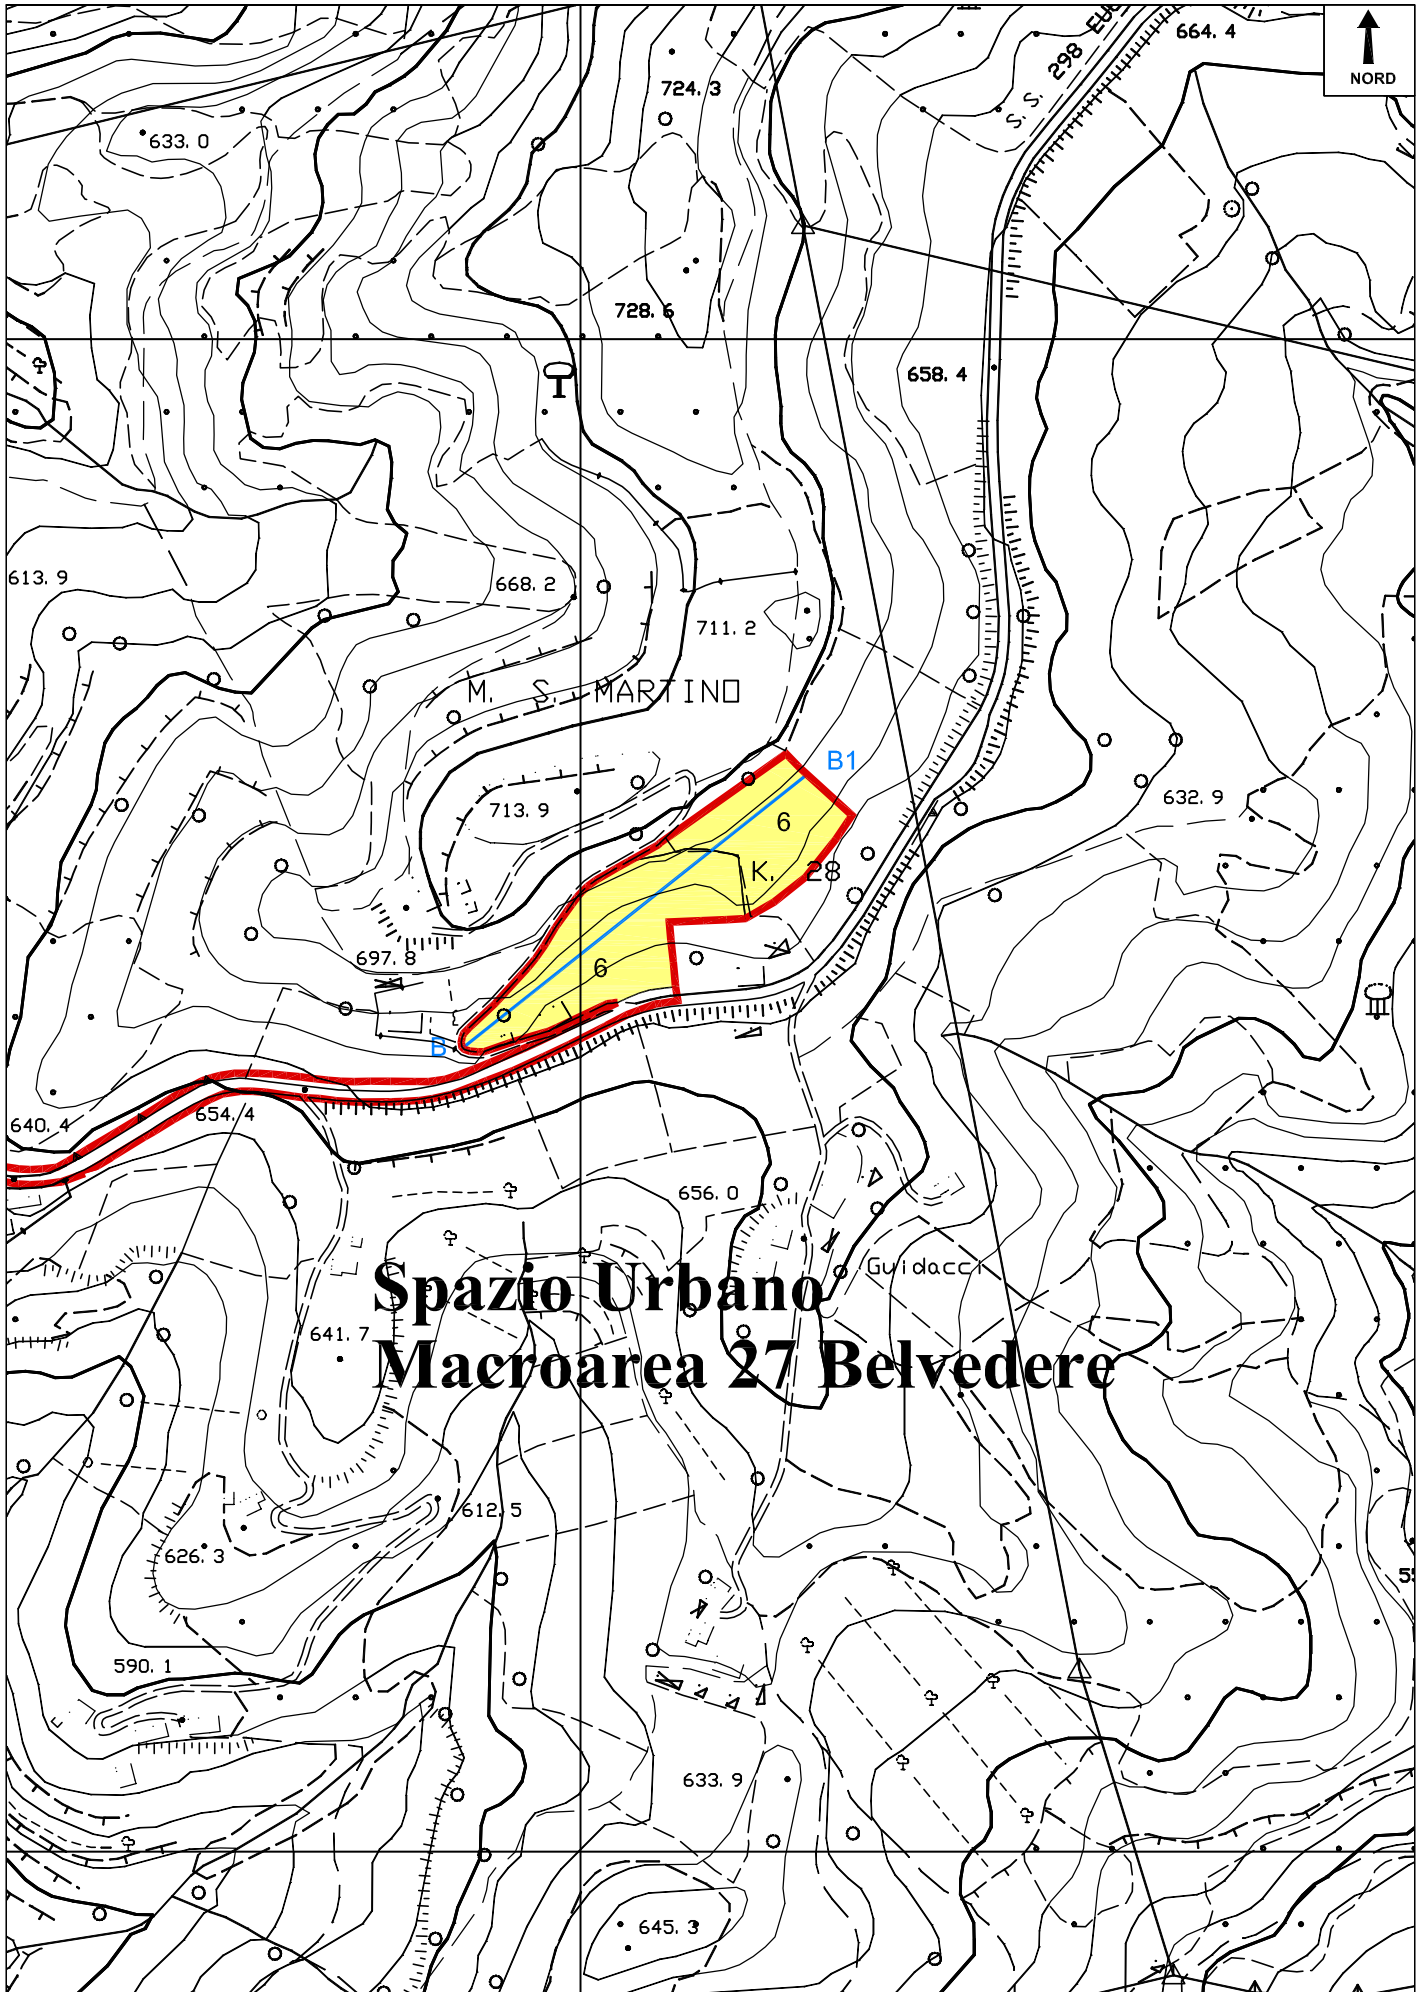 664. 4
NORD
724. 3
S. S. 298
633. 0
728. 6
658. 4
613. 9
668. 2
711. 2
M. S. MARTINO
B1
713. 9
6
632. 9
K. 28
697. 8
6
B
640. 4
654. 4
656. 0
Guidacci
Spazio Urbano
641. 7
Macroarea 27 Belvedere
612. 5
626. 3
590. 1
633. 9
645. 3